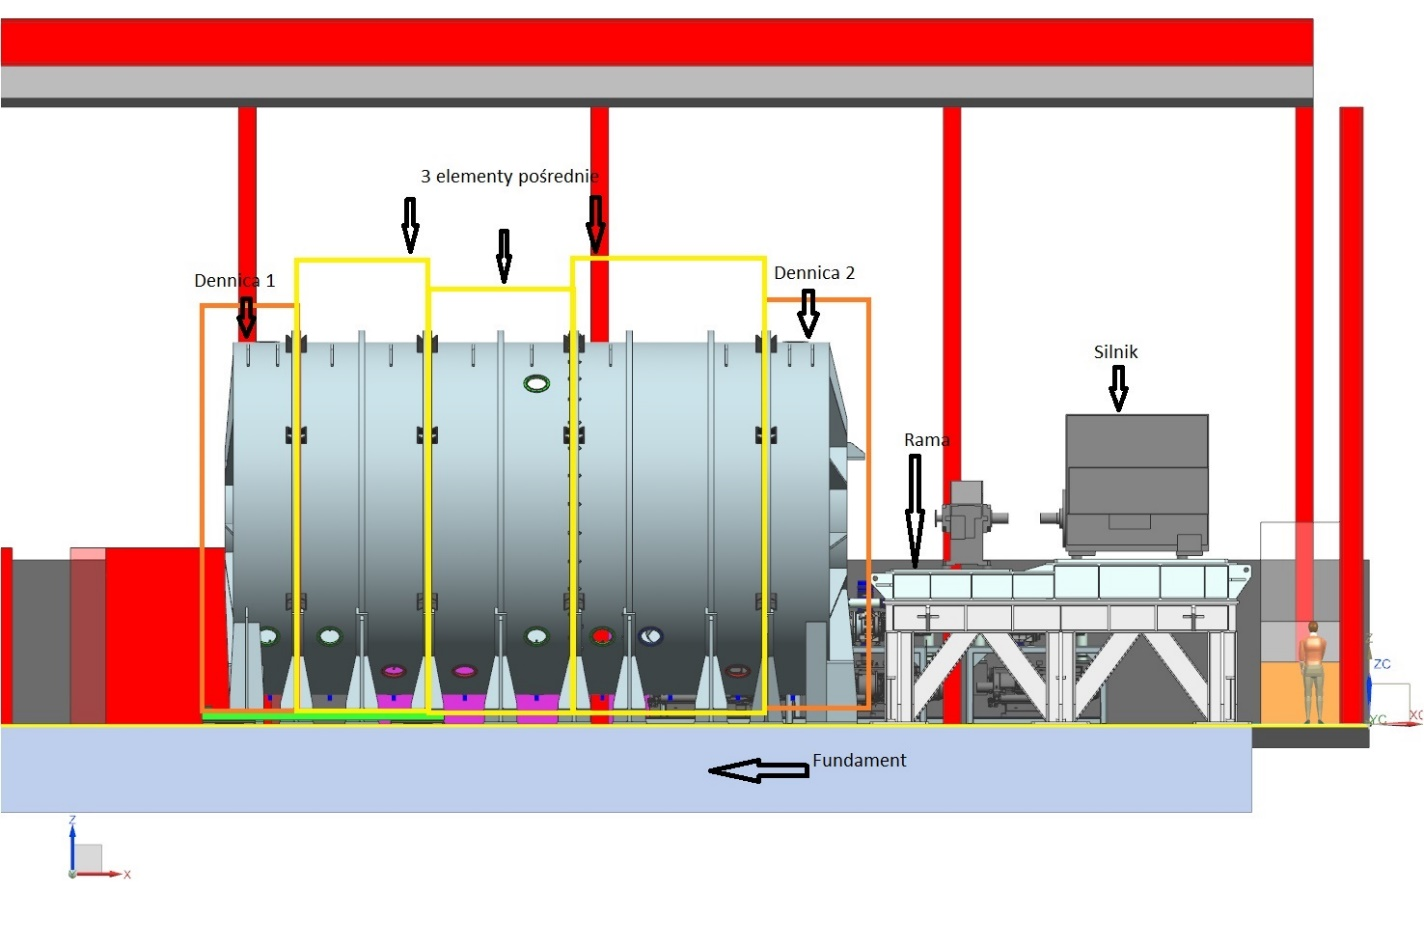 3 elementy pośrednie
Dennica 1
Dennica 2
Silnik
Rama
Fundament
Z
X
Z
ZC
YC
XC